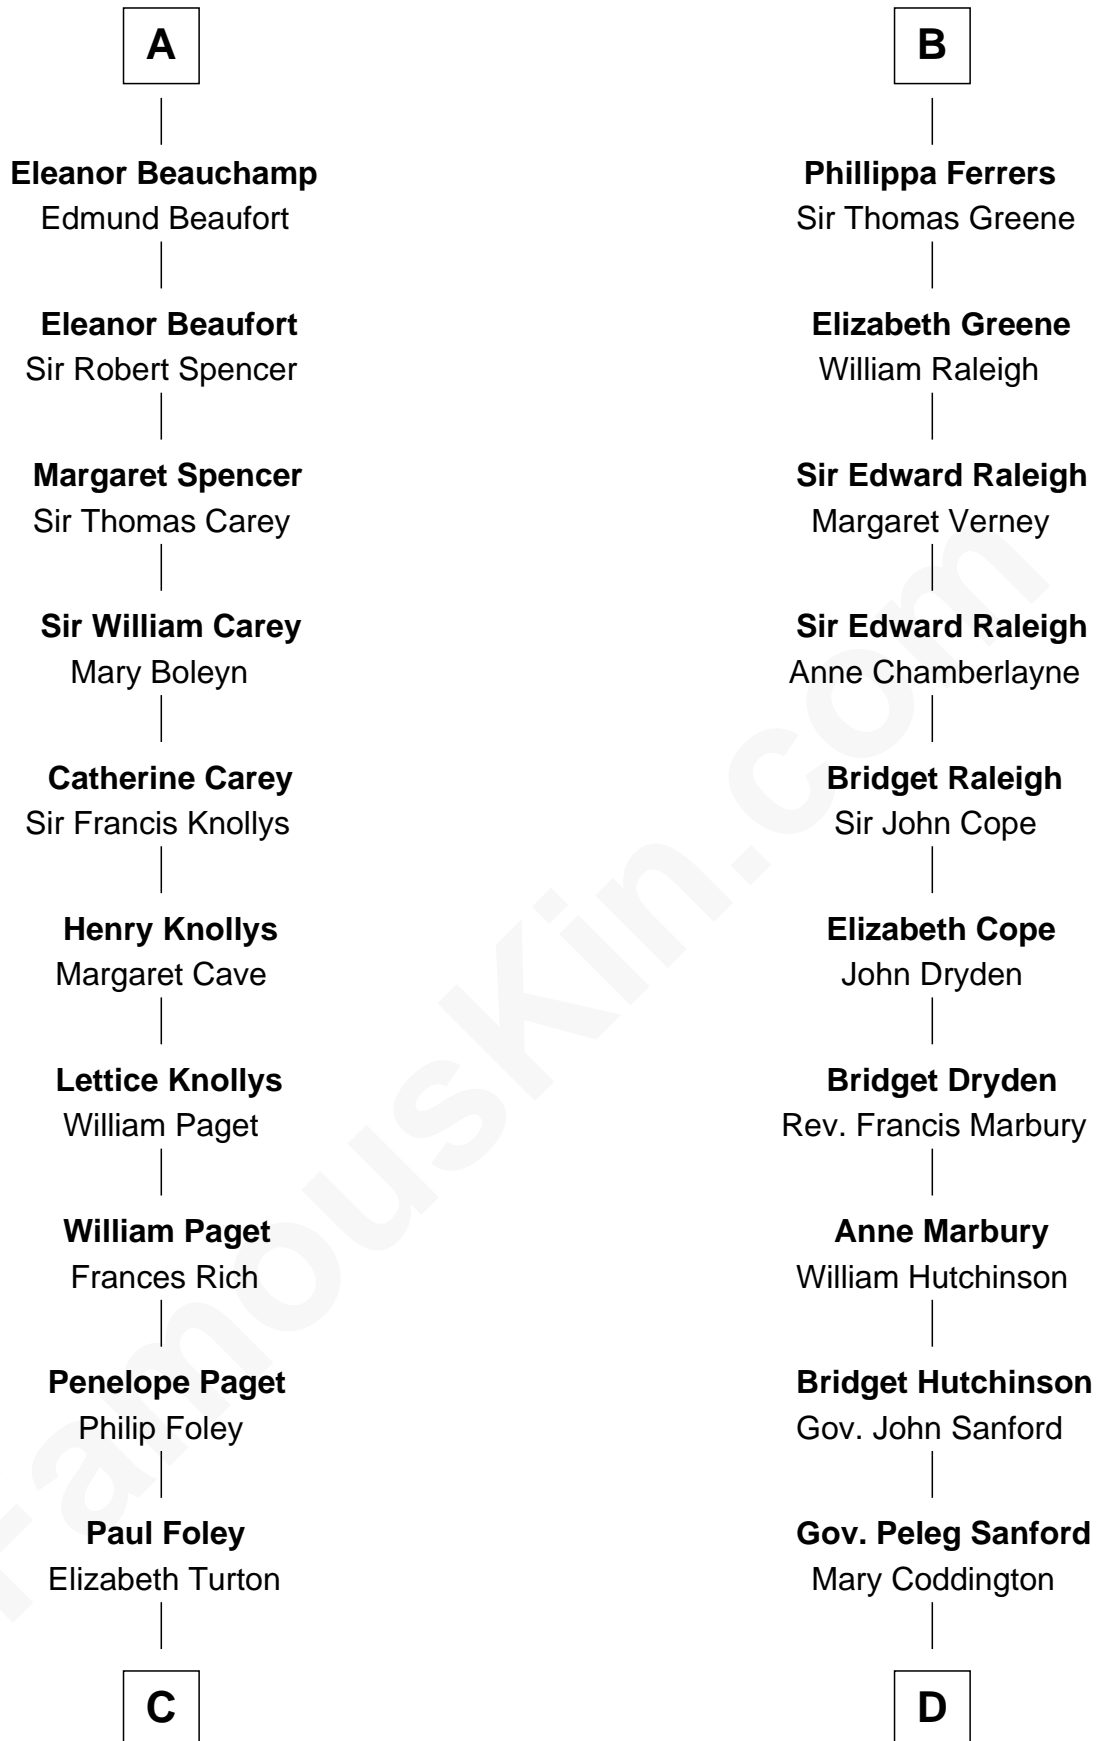 A
Eleanor Beauchamp
Edmund Beaufort
Eleanor Beaufort
Sir Robert Spencer
Margaret Spencer
Sir Thomas Carey
Sir William Carey
Mary Boleyn
Catherine Carey
Sir Francis Knollys
Henry Knollys
Margaret Cave
Lettice Knollys
William Paget
William Paget
Frances Rich
Penelope Paget
Philip Foley
Paul Foley
Elizabeth Turton
C
B
Phillippa Ferrers
Sir Thomas Greene
Elizabeth Greene
William Raleigh
Sir Edward Raleigh
Margaret Verney
Sir Edward Raleigh
Anne Chamberlayne
Bridget Raleigh
Sir John Cope
Elizabeth Cope
John Dryden
Bridget Dryden
Rev. Francis Marbury
Anne Marbury
William Hutchinson
Bridget Hutchinson
Gov. John Sanford
Gov. Peleg Sanford
Mary Coddington
D
FamousKin.com